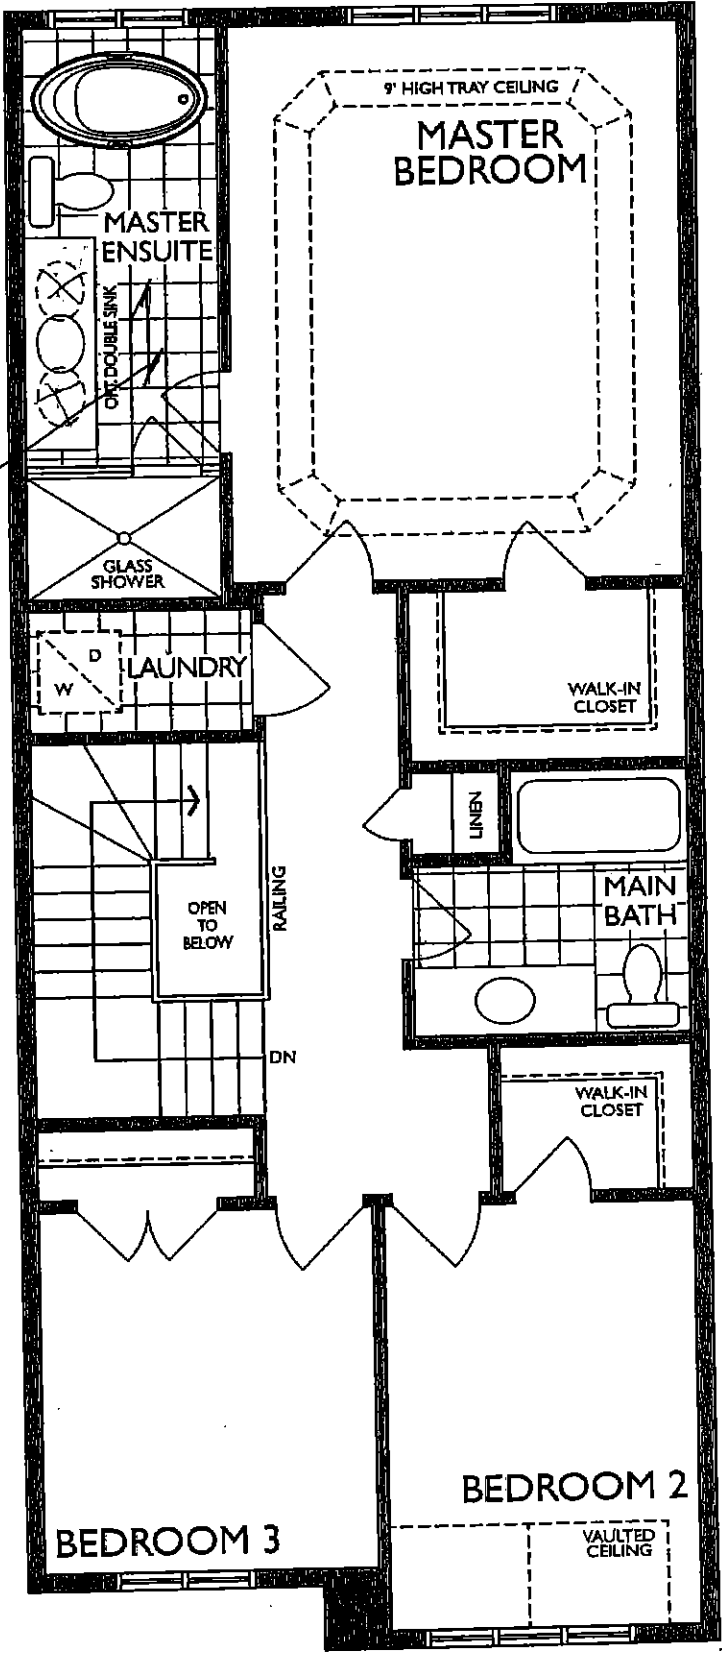 9' HIGH TRAY CEILING
MASTER
BEDROOM
MASTER
ENSUITE
OPT. DOUBLE SINK
GLASS
SHOWER
D
W
LAUNDRY
WALK-IN
CLOSET
LINEN
MAIN
BATH
RAILING
OPEN
TO
BELOW
DN
WALK-IN
CLOSET
BEDROOM 2
BEDROOM 3
VAULTED
CEILING